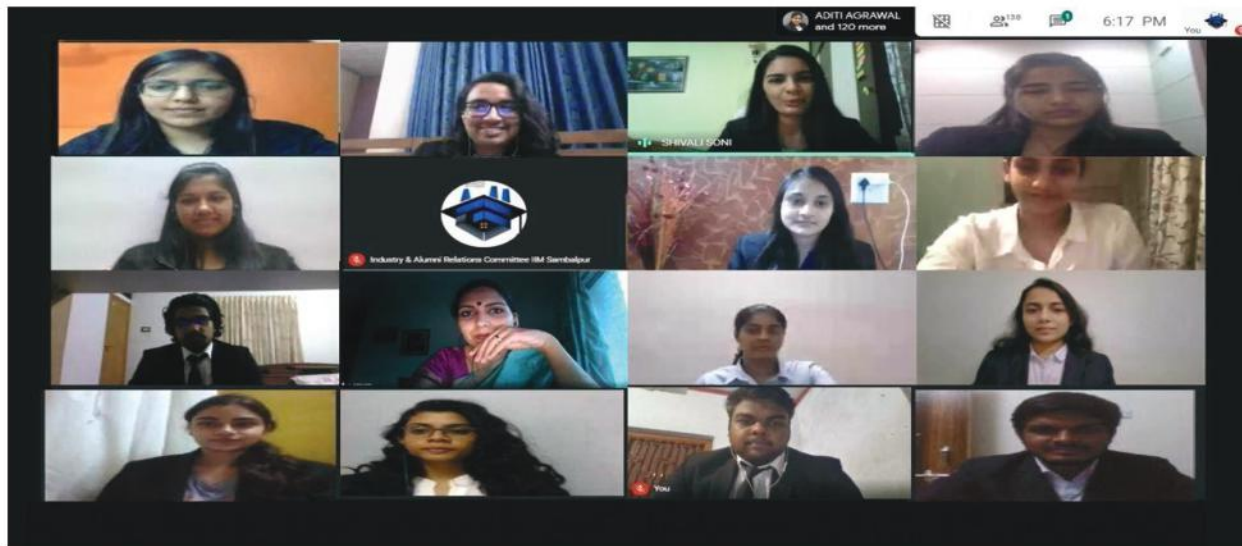 ADITI AGRAWAL
and 120 more
138
1
6:17 PM
You
SHIVALI SONI
Industry & Alumni Relations Committee IIM Sambalpur
You